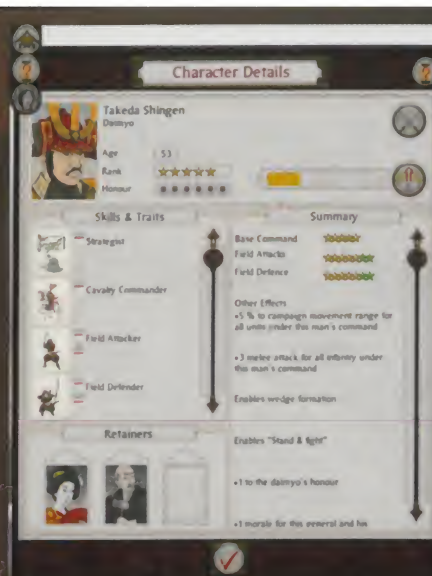 Character Details
Takeda Shingen
Daimyo
Age 53
Rank
Honour
Skills & Traits
Strategist
Cavalry Commander
Field Attacker
Field Defender
Retainers
Summary
Base Command
Field Attacks
Field Defence
Other Effects
+5 % to campaign movement range for
all units under this man's command
+3 melee attack for all infantry under
this man's command
Enables wedge formation
Enables "Stand & fight"
+1 to the daimyo's honour
+1 morale for this general and his